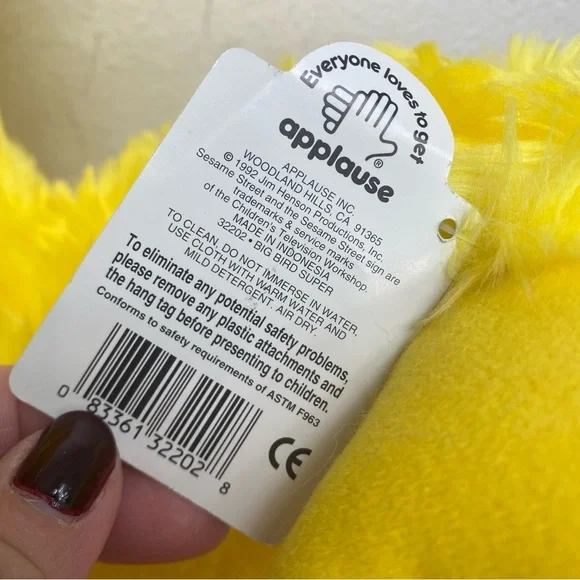 Everyone loves to get
applause
®
APPLAUSE INC.
WOODLAND HILLS, CA. 91365
© 1992 Jim Henson Productions, Inc.
Sesame Street and the Sesame Street sign are
trademarks & service marks
of the Children's Television Workshop
MADE IN INDONESIA
32202 • BIG BIRD SUPER
TO CLEAN, DO NOT IMMERSE IN WATER.
USE CLOTH WITH WARM WATER AND
MILD DETERGENT. AIR DRY.
To eliminate any potential safety problems,
please remove any plastic attachments and
the hang tag before presenting to children.
Conforms to safety requirements of ASTM F963
0 83361 32202 8
CE